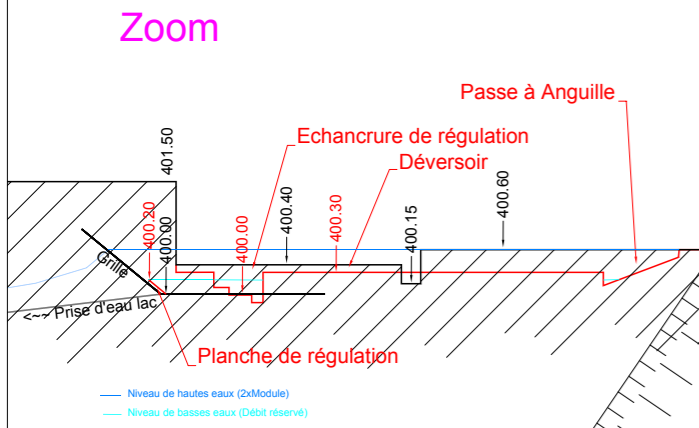 Zoom
Passe à Anguille
Echancrure de régulation
Déversoir
401.50
400.20
400.00
400.00
400.40
400.30
400.15
400.60
Grille
<~~ Prise d'eau lac
Planche de régulation
Niveau de hautes eaux (2xModule)
Niveau de basses eaux (Débit réservé)